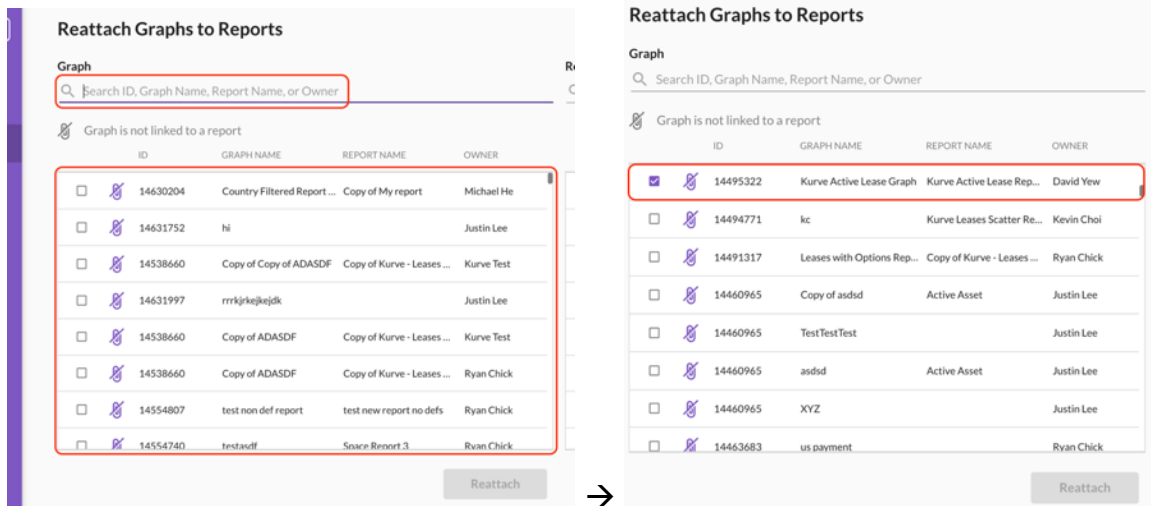 Reattach Graphs to Reports
Graph
Search ID, Graph Name, Report Name, or Owner
Graph is not linked to a report
ID GRAPH NAME REPORT NAME OWNER
14630204 Country Filtered Report ... Copy of My report Michael He
14631752 hi Justin Lee
14538660 Copy of Copy of ADASDF Copy of Kurve - Leases ... Kurve Test
14631997 rrrkjrkejkejdk Justin Lee
14538660 Copy of ADASDF Copy of Kurve - Leases ... Kurve Test
14538660 Copy of ADASDF Copy of Kurve - Leases ... Ryan Chick
14554807 test non def report test new report no defs Ryan Chick
14554740 testasdf Space Report 3 Ryan Chick
Reattach
→
Reattach Graphs to Reports
Graph
Search ID, Graph Name, Report Name, or Owner
Graph is not linked to a report
ID GRAPH NAME REPORT NAME OWNER
14495322 Kurve Active Lease Graph Kurve Active Lease Rep... David Yew
14494771 kc Kurve Leases Scatter Re... Kevin Choi
14491317 Leases with Options Rep... Copy of Kurve - Leases ... Ryan Chick
14460965 Copy of asdsd Active Asset Justin Lee
14460965 TestTestTest Justin Lee
14460965 asdsd Active Asset Justin Lee
14460965 XYZ Justin Lee
14463683 us payment Ryan Chick
Reattach